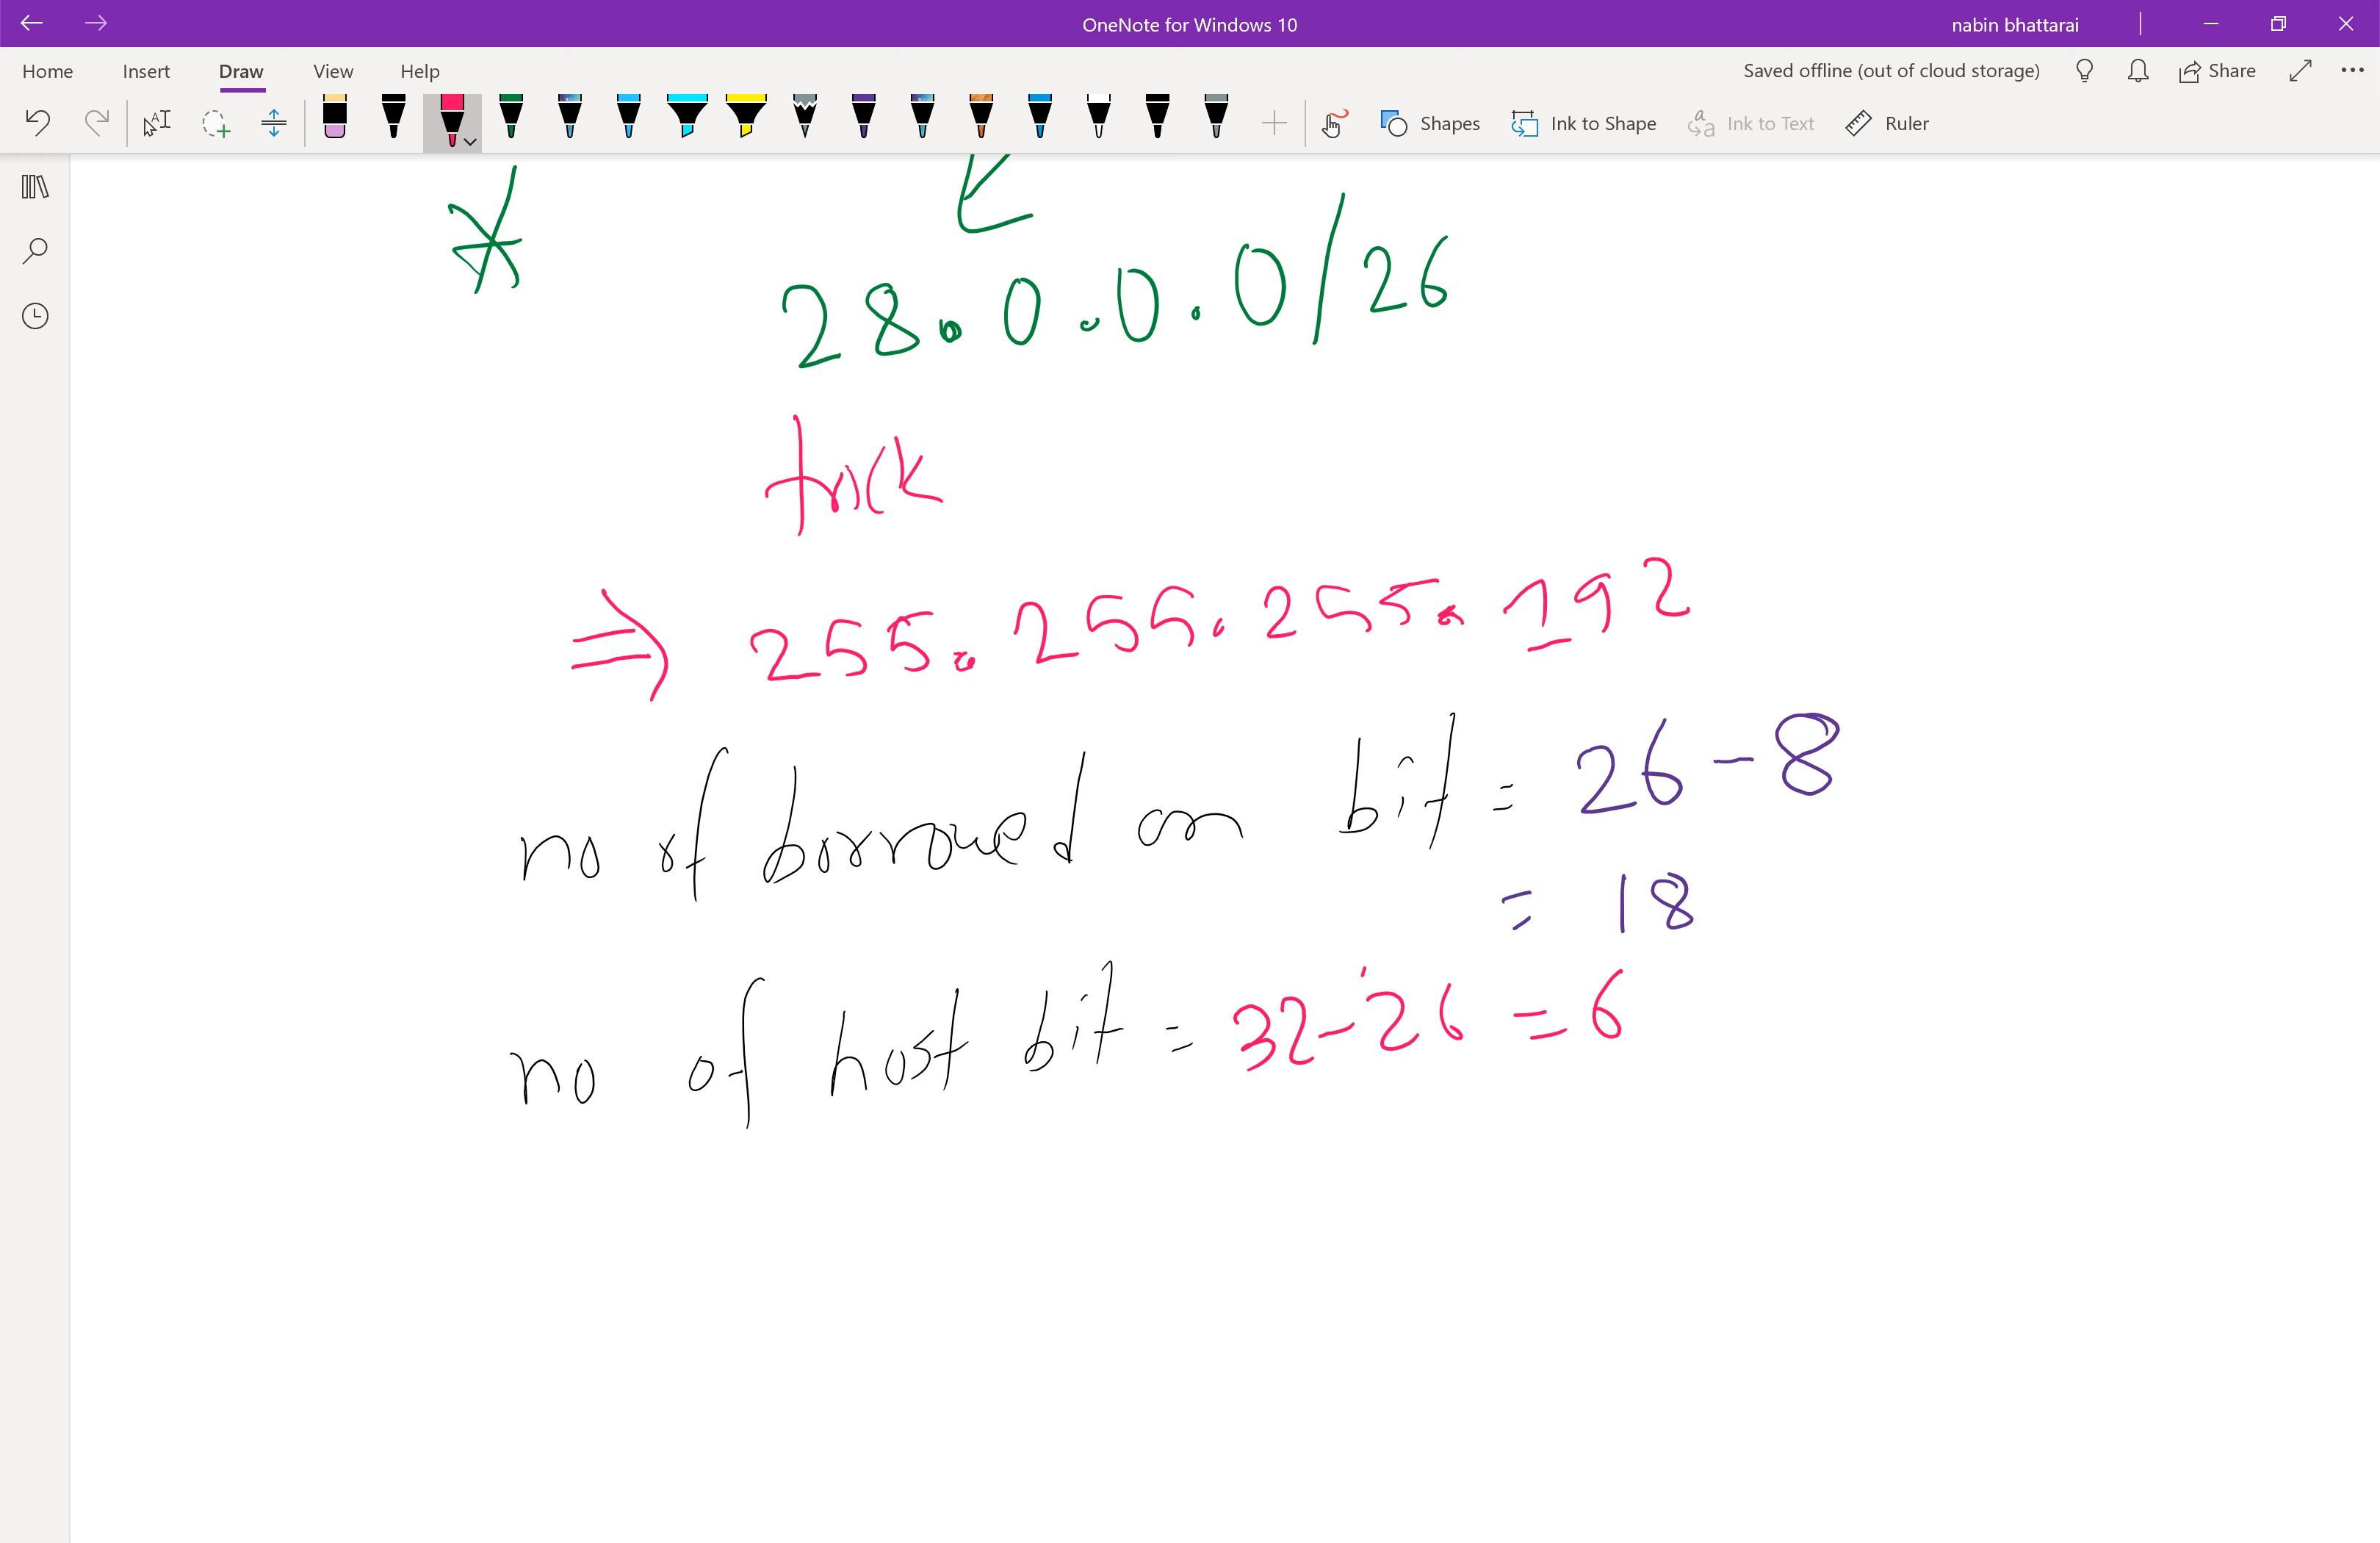 OneNote for Windows 10 nabin bhattarai
Home Insert Draw View Help Saved offline (out of cloud storage) Share
Shapes Ink to Shape Ink to Text Ruler
28.0.0.0/26
trick
⇒ 255.255.255.192
no of borrowed on bit = 26-8
= 18
no of host bit = 32-26 = 6